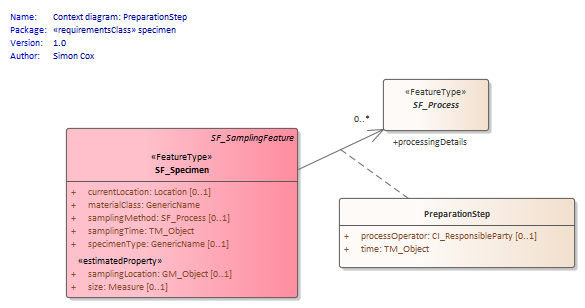 Name: Context diagram: PreparationStep
Package: «requirementsClass» specimen
Version: 1.0
Author: Simon Cox
«FeatureType»
SF_Process
0..*
+processingDetails
SF_SamplingFeature
«FeatureType»
SF_Specimen
+ currentLocation: Location [0..1]
+ materialClass: GenericName
+ samplingMethod: SF_Process [0..1]
+ samplingTime: TM_Object
+ specimenType: GenericName [0..1]
«estimatedProperty»
+ samplingLocation: GM_Object [0..1]
+ size: Measure [0..1]
PreparationStep
+ processOperator: CI_ResponsibleParty [0..1]
+ time: TM_Object